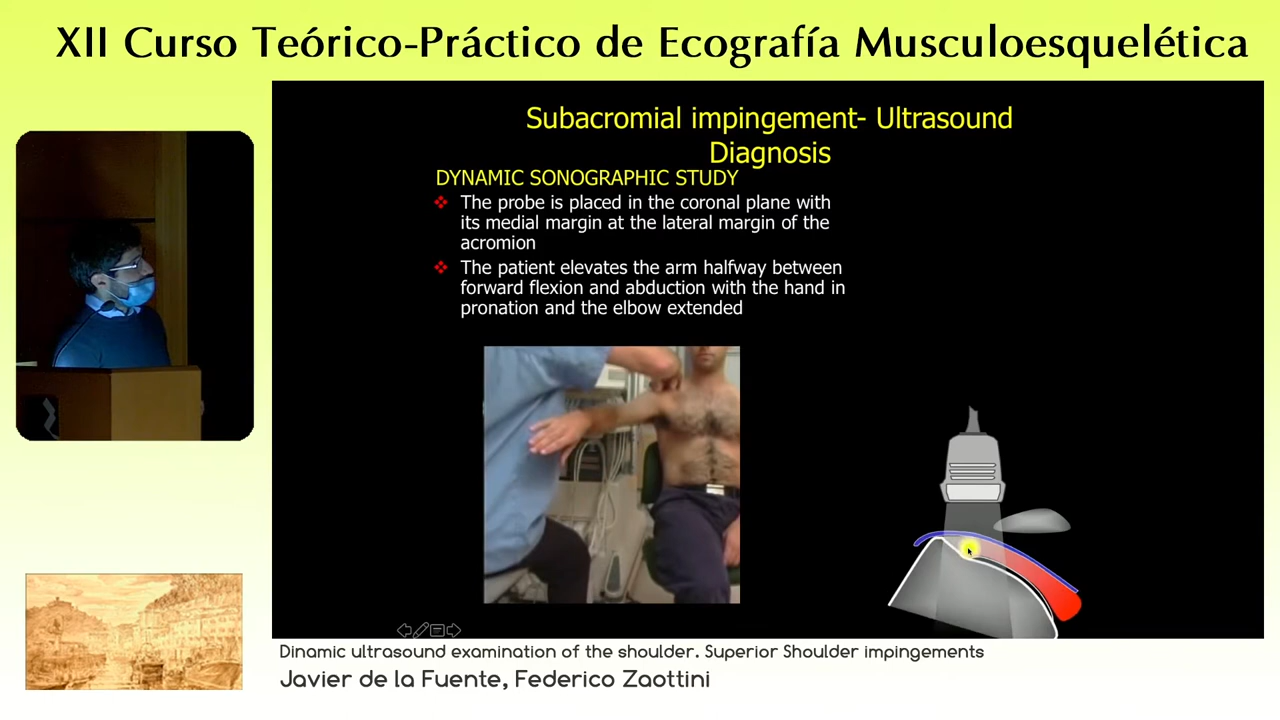 XII Curso Teórico-Práctico de Ecografía Musculoesquelética
Subacromial impingement- Ultrasound
Diagnosis
DYNAMIC SONOGRAPHIC STUDY
The probe is placed in the coronal plane with
its medial margin at the lateral margin of the
acromion
The patient elevates the arm halfway between
forward flexion and abduction with the hand in
pronation and the elbow extended
Dinamic ultrasound examination of the shoulder. Superior Shoulder impingements
Javier de la Fuente, Federico Zaottini